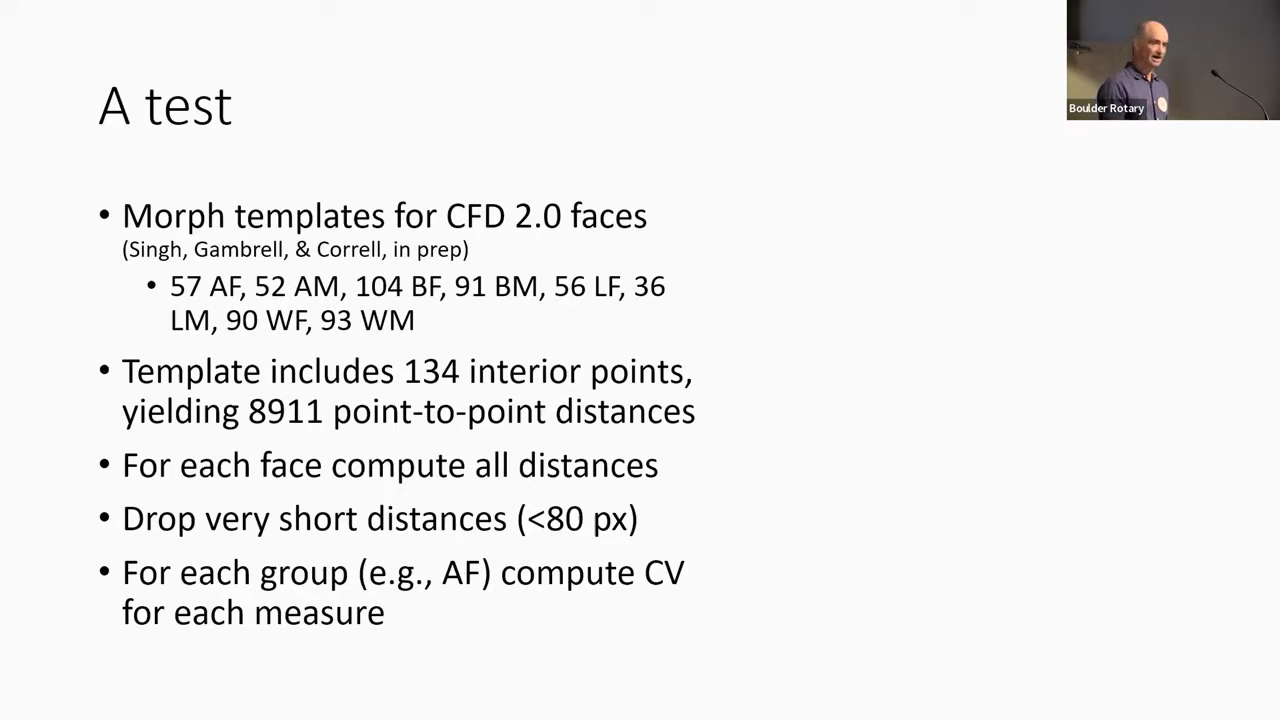 A test
Boulder Rotary
• Morph templates for CFD 2.0 faces
(Singh, Gambrell, & Correll, in prep)
• 57 AF, 52 AM, 104 BF, 91 BM, 56 LF, 36
LM, 90 WF, 93 WM
• Template includes 134 interior points,
yielding 8911 point-to-point distances
• For each face compute all distances
• Drop very short distances (<80 px)
• For each group (e.g., AF) compute CV
for each measure